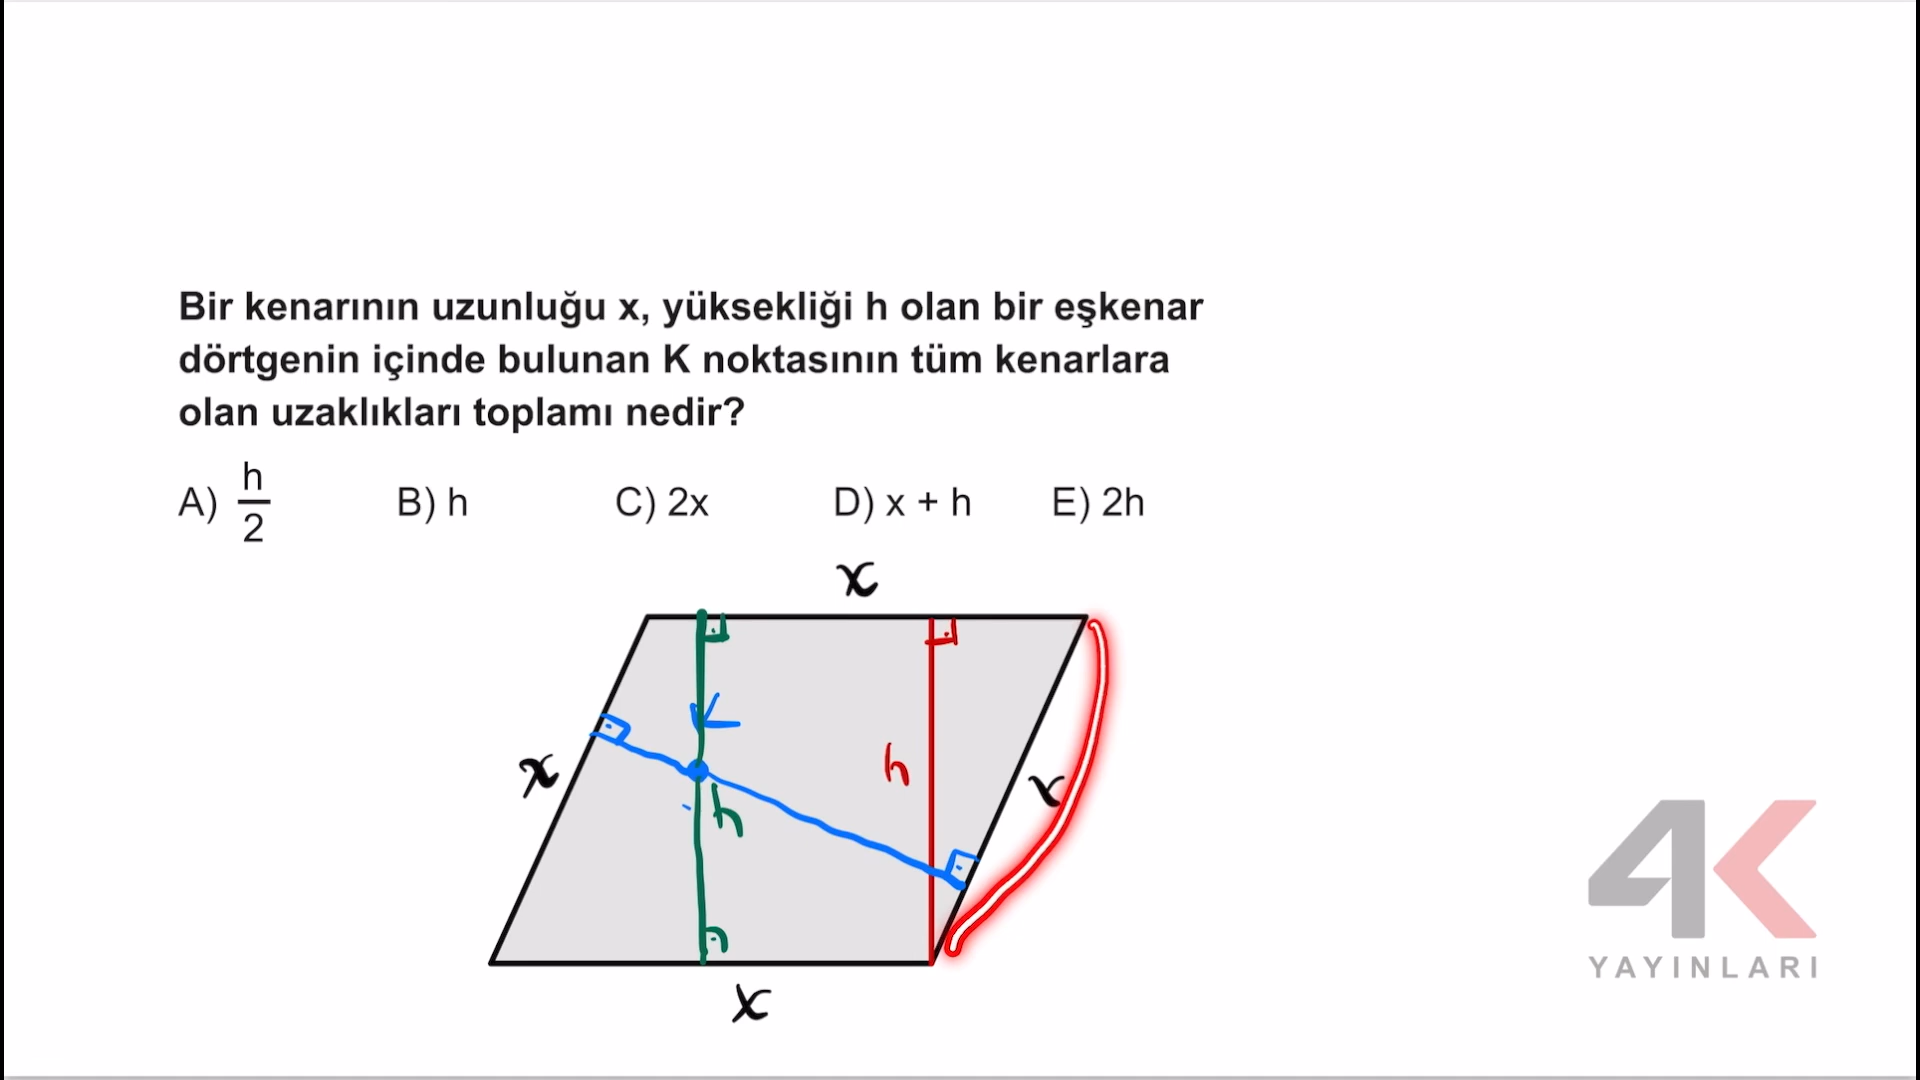 Bir kenarının uzunluğu x, yüksekliği h olan bir eşkenar
dörtgenin içinde bulunan K noktasının tüm kenarlara
olan uzaklıkları toplamı nedir?
A) h/2 B) h C) 2x D) x + h E) 2h
x
K
x
h
h
x
x
4K
YAYINLARI